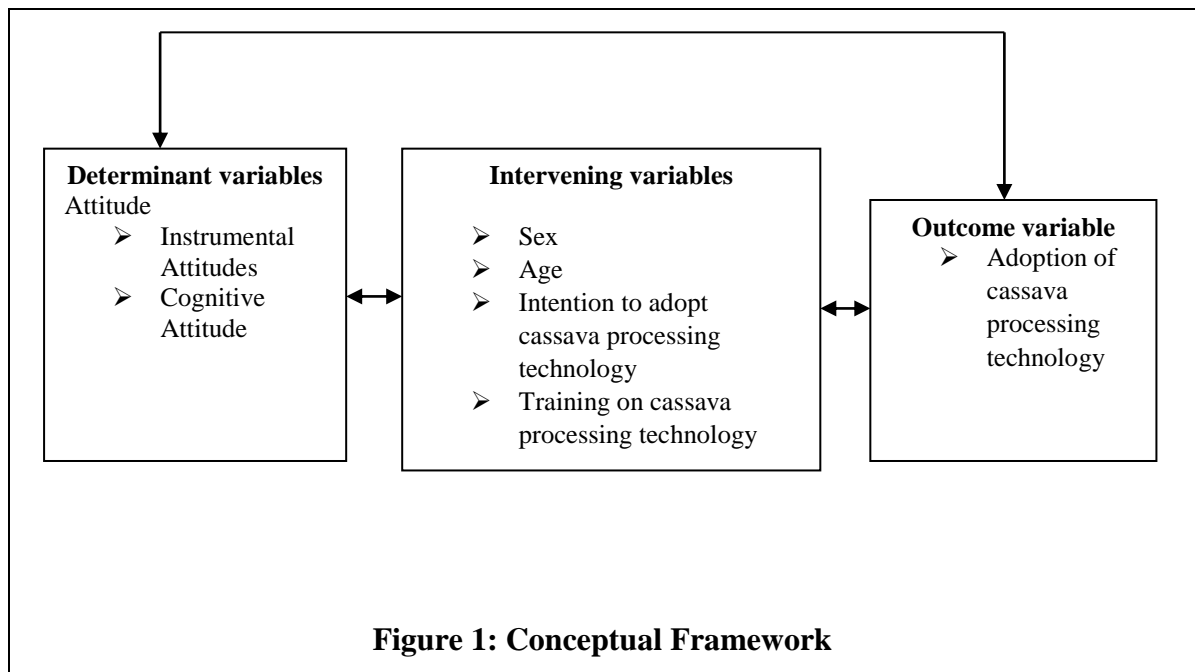 Determinant variables
Attitude
➢ Instrumental
Attitudes
➢ Cognitive
Attitude
Intervening variables
➢ Sex
➢ Age
➢ Intention to adopt
cassava processing
technology
➢ Training on cassava
processing technology
Outcome variable
➢ Adoption of
cassava
processing
technology
Figure 1: Conceptual Framework